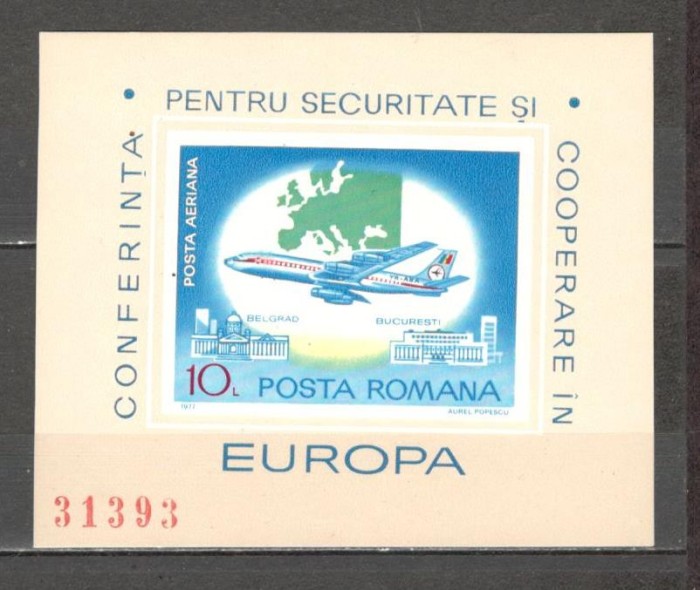 CONFERINȚA
PENTRU SECURITATE ȘI
COOPERARE ÎN
EUROPA
POSTA AERIANA
BELGRAD
BUCURESTI
10L
POSTA ROMANA
1977
AUREL POPESCU
31393